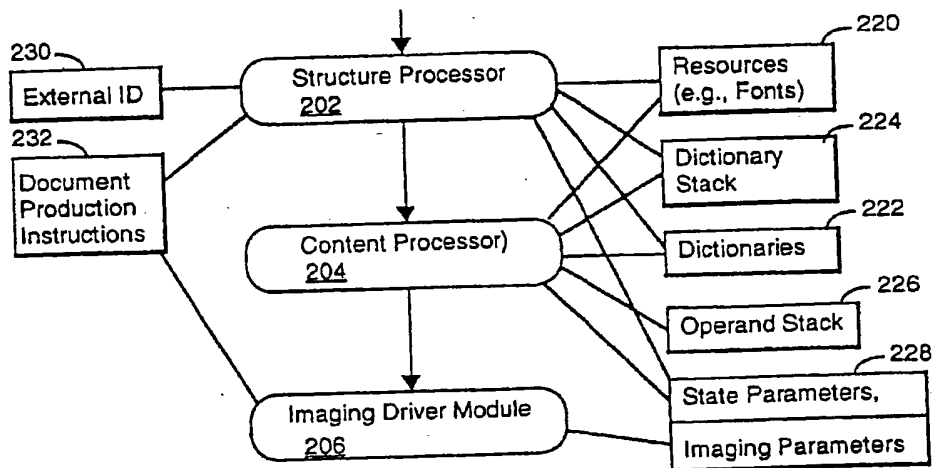 230
External ID
232
Document
Production
Instructions
Structure Processor
202
Content Processor)
204
Imaging Driver Module
206
220
Resources
(e.g., Fonts)
224
Dictionary
Stack
222
Dictionaries
226
Operand Stack
228
State Parameters,
Imaging Parameters